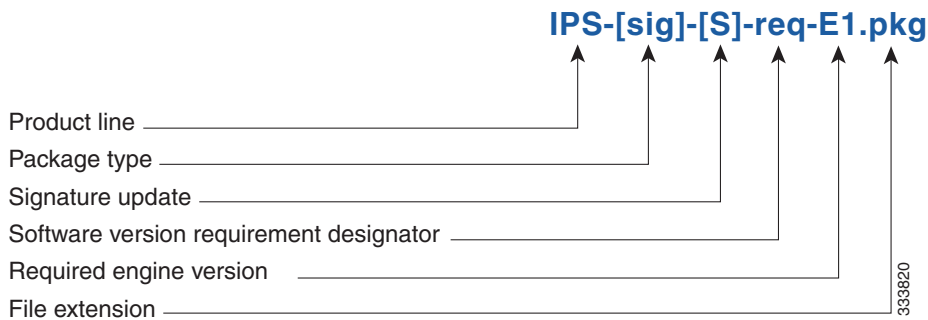 IPS-[sig]-[S]-req-E1.pkg
Product line
Package type
Signature update
Software version requirement designator
Required engine version
File extension
333820